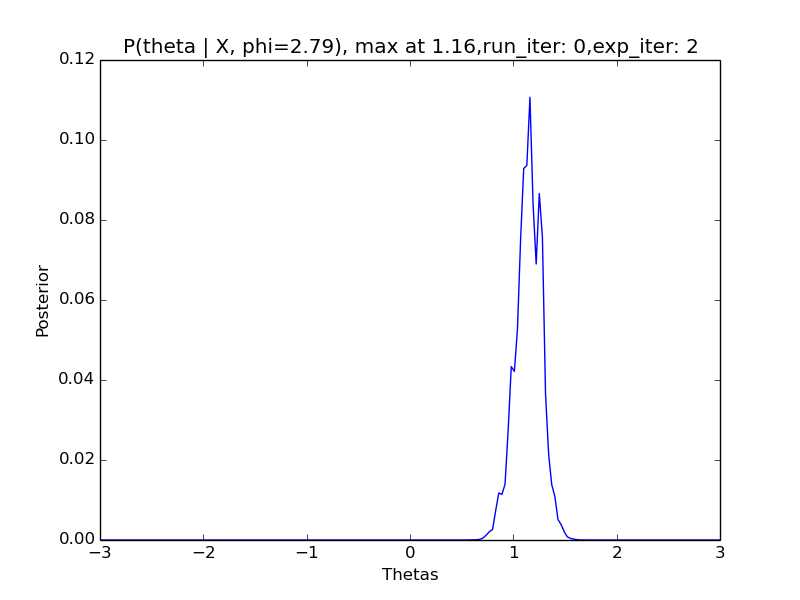 P(theta | X, phi=2.79), max at 1.16,run_iter: 0,exp_iter: 2
0.12
0.10
0.08
0.06
0.04
0.02
0.00
Posterior
−3 −2 −1 0 1 2 3
Thetas